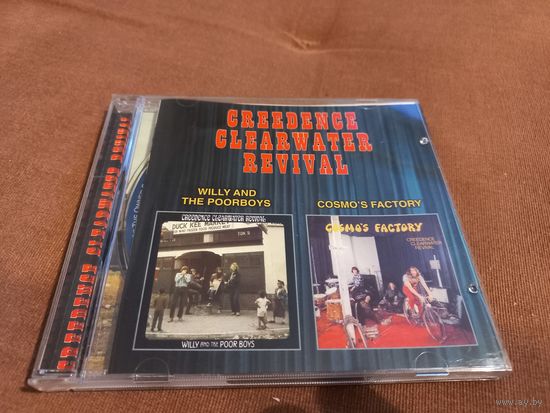 CREEDENCE
CLEARWATER
REVIVAL
WILLY AND
THE POORBOYS
COSMO'S FACTORY
CREEDENCE CLEARWATER REVIVAL
DUCK KEE MARKET
WILLY AND THE POOR BOYS
COSMO'S FACTORY
CREEDENCE
CLEARWATER
REVIVAL
CREEDENCE CLEARWATER REVIVAL
www.ay.by